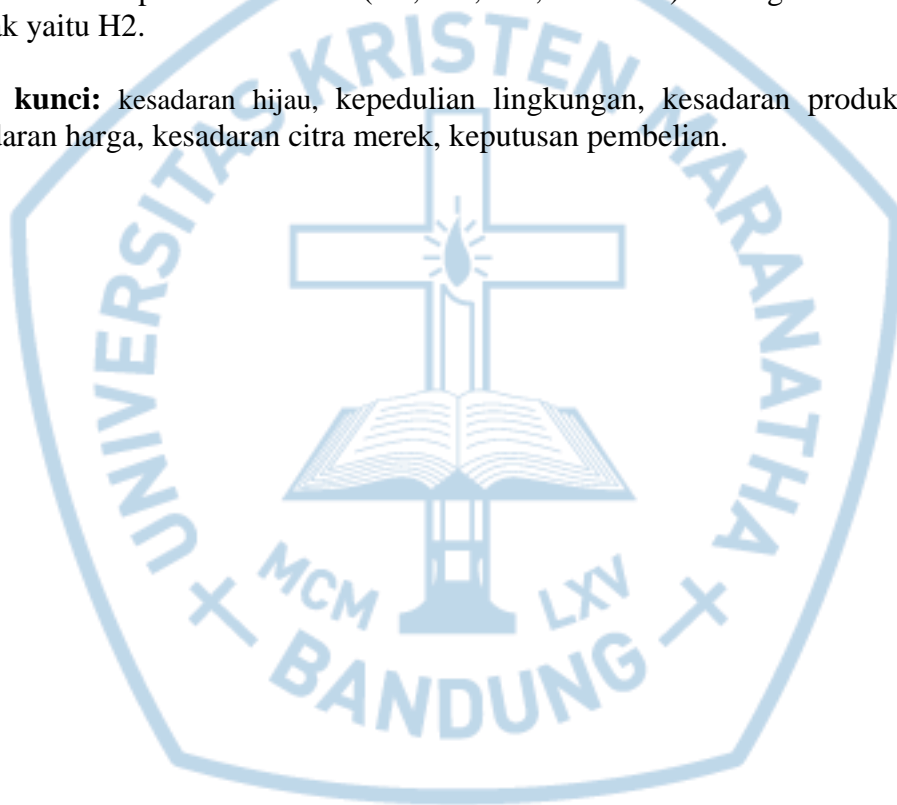 ak yaitu H2.
kunci: kesadaran hijau, kepedulian lingkungan, kesadaran produk
daran harga, kesadaran citra merek, keputusan pembelian.
UNIVERSITAS KRISTEN MARANATHA
MCM LXV
BANDUNG